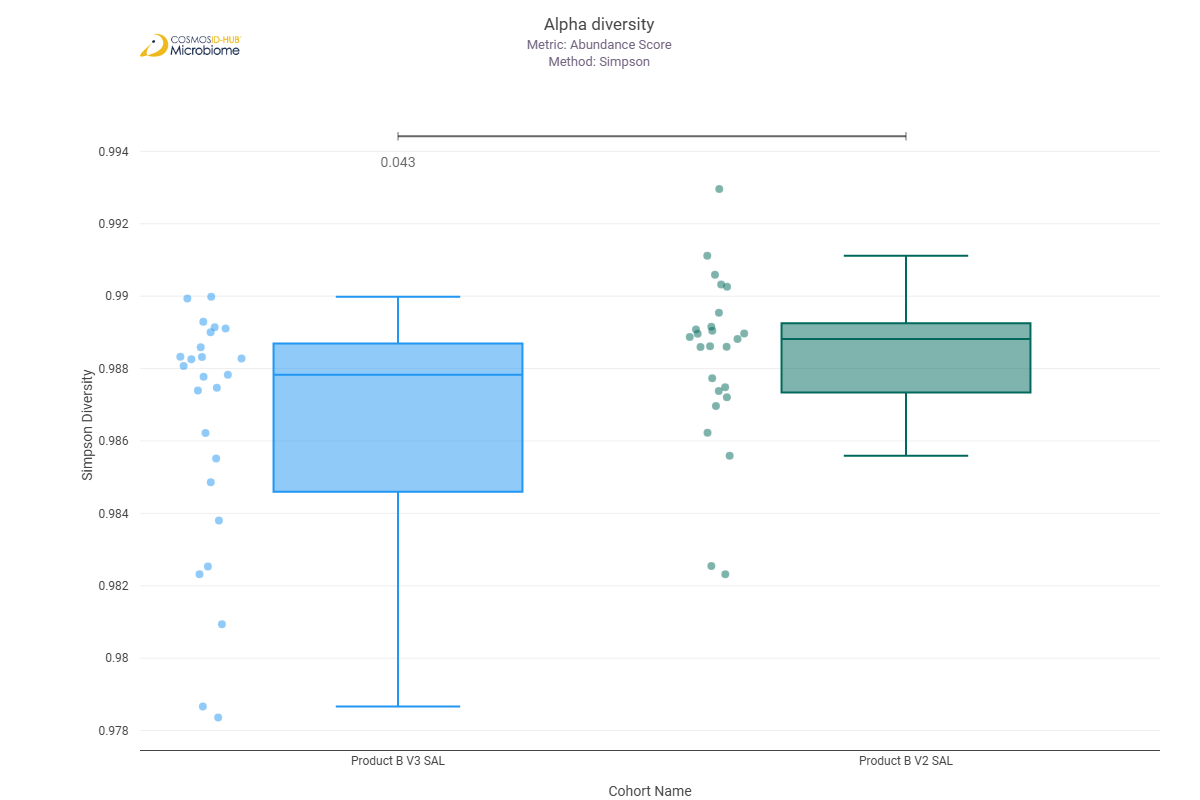 Alpha diversity
Metric: Abundance Score
Method: Simpson
COSMOSID-HUB
Microbiome
0.043
0.994
0.992
0.99
0.988
0.986
0.984
0.982
0.98
0.978
Simpson Diversity
Product B V3 SAL
Product B V2 SAL
Cohort Name